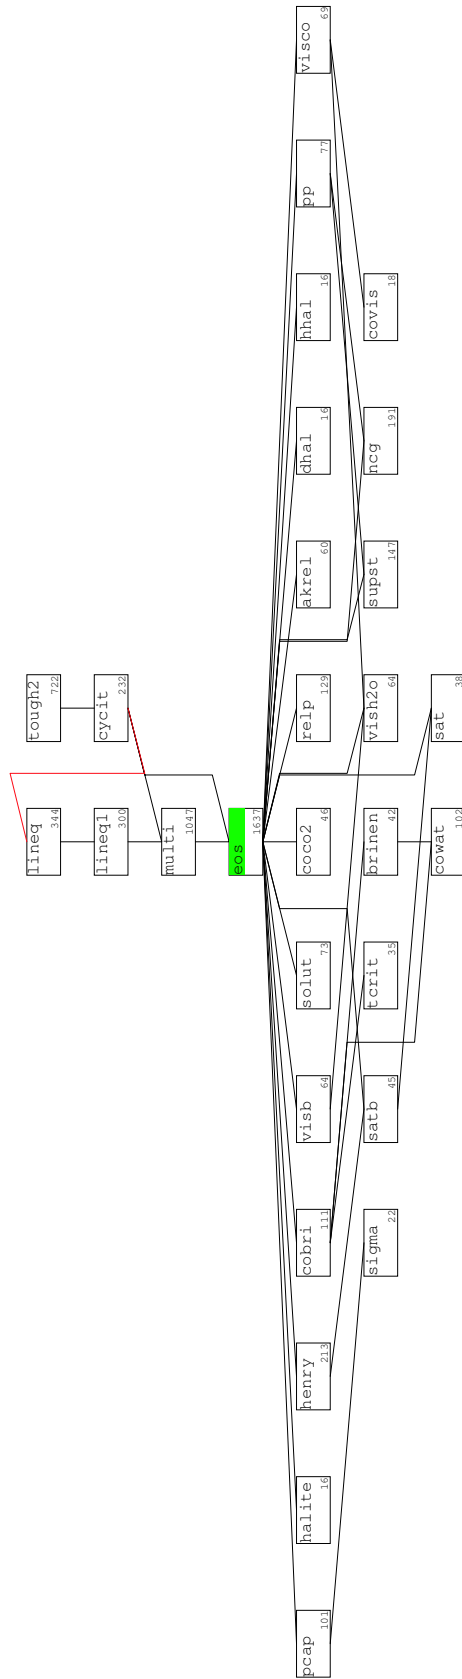 tough2
722
lineq
344
cycit
232
lineq1
300
multi
1047
eos
1637
visco
69
pp
77
hhal
16
dhal
16
akrel
60
relp
129
coco2
46
solut
73
visb
64
cobri
111
henry
213
halite
16
pcap
101
covis
18
ncg
191
supst
147
vish2o
64
brinen
42
tcrit
35
satb
45
sigma
22
sat
38
cowat
102